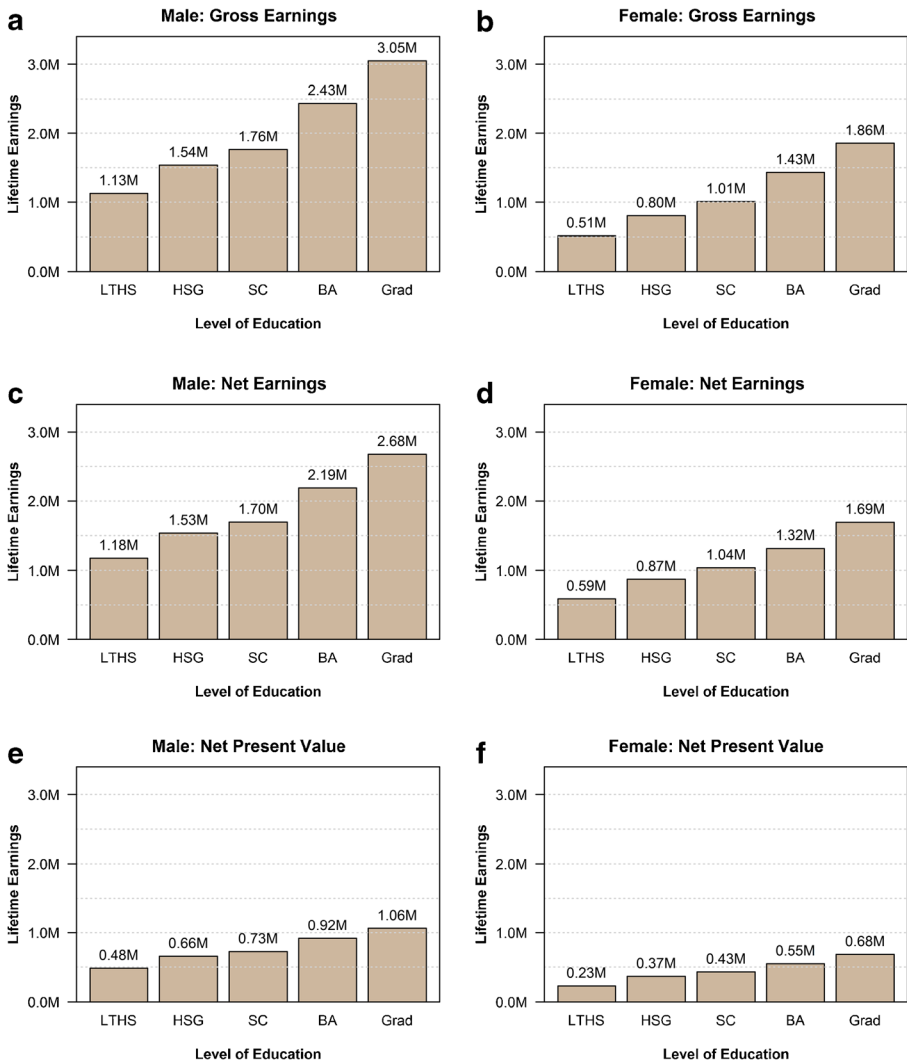 a
Male: Gross Earnings
Lifetime Earnings
3.0M
2.0M
1.0M
0.0M
1.13M
1.54M
1.76M
2.43M
3.05M
LTHS HSG SC BA Grad
Level of Education
b
Female: Gross Earnings
Lifetime Earnings
3.0M
2.0M
1.0M
0.0M
0.51M
0.80M
1.01M
1.43M
1.86M
LTHS HSG SC BA Grad
Level of Education
c
Male: Net Earnings
Lifetime Earnings
3.0M
2.0M
1.0M
0.0M
1.18M
1.53M
1.70M
2.19M
2.68M
LTHS HSG SC BA Grad
Level of Education
d
Female: Net Earnings
Lifetime Earnings
3.0M
2.0M
1.0M
0.0M
0.59M
0.87M
1.04M
1.32M
1.69M
LTHS HSG SC BA Grad
Level of Education
e
Male: Net Present Value
Lifetime Earnings
3.0M
2.0M
1.0M
0.0M
0.48M
0.66M
0.73M
0.92M
1.06M
LTHS HSG SC BA Grad
Level of Education
f
Female: Net Present Value
Lifetime Earnings
3.0M
2.0M
1.0M
0.0M
0.23M
0.37M
0.43M
0.55M
0.68M
LTHS HSG SC BA Grad
Level of Education